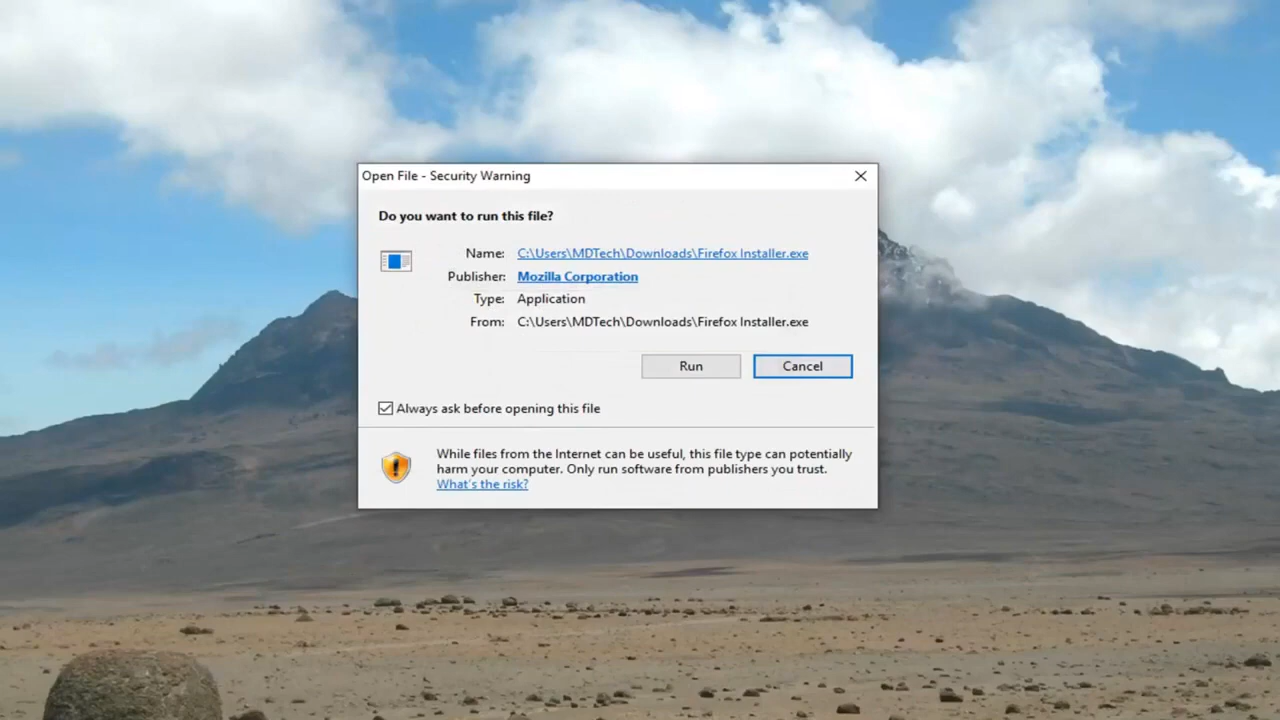 Open File - Security Warning
Do you want to run this file?
Name: C:\Users\MDTech\Downloads\Firefox Installer.exe
Publisher: Mozilla Corporation
Type: Application
From: C:\Users\MDTech\Downloads\Firefox Installer.exe
Run Cancel
Always ask before opening this file
While files from the Internet can be useful, this file type can potentially
harm your computer. Only run software from publishers you trust.
What's the risk?